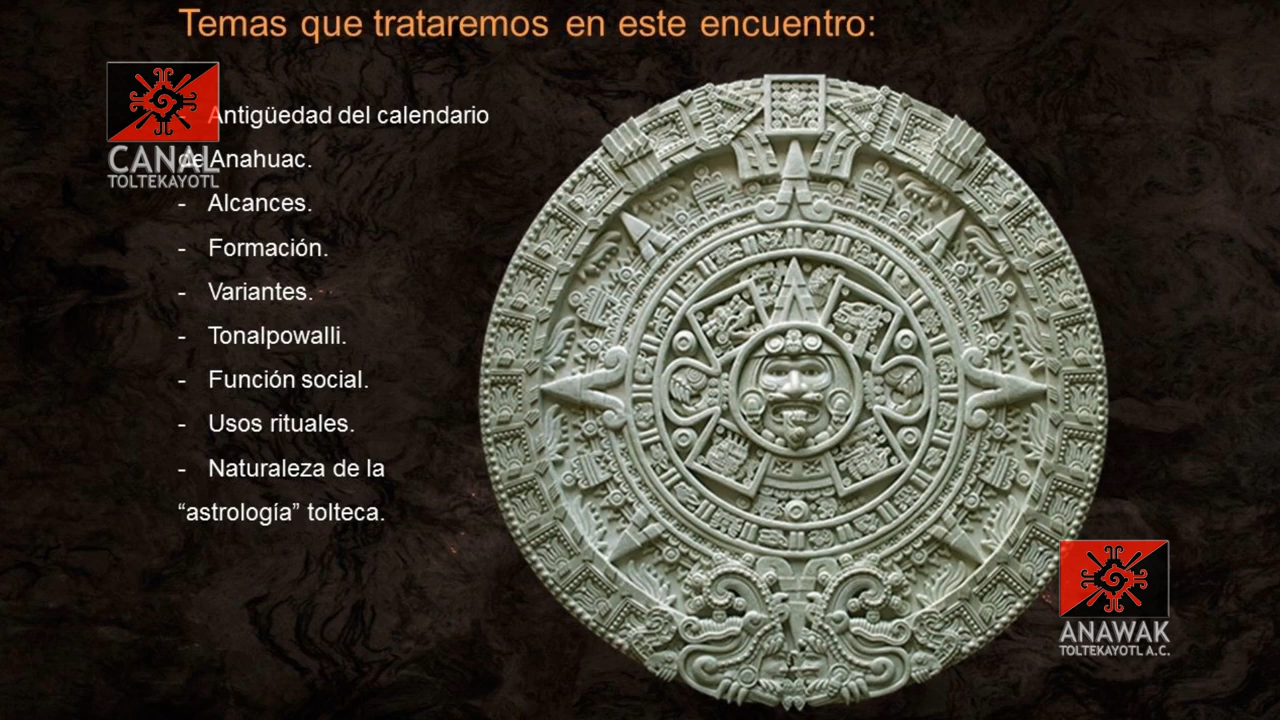 Temas que trataremos en este encuentro:
- Antigüedad del calendario
de Anahuac.
CANAL
TOLTEKAYOTL
- Alcances.
- Formación.
- Variantes.
- Tonalpowalli.
- Función social.
- Usos rituales.
- Naturaleza de la
“astrología” tolteca.
ANAWAK
TOLTEKAYOTL A.C.